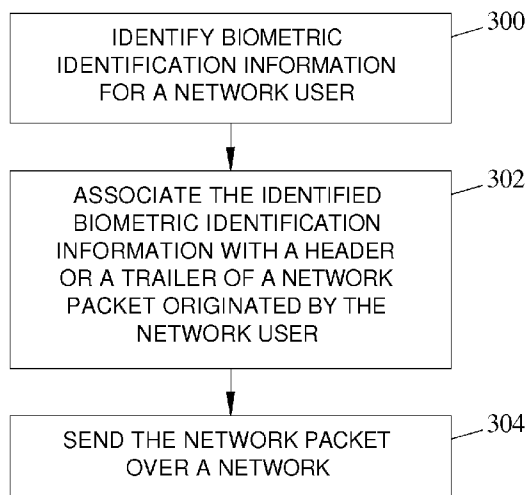 300
IDENTIFY BIOMETRIC
IDENTIFICATION INFORMATION
FOR A NETWORK USER
302
ASSOCIATE THE IDENTIFIED
BIOMETRIC IDENTIFICATION
INFORMATION WITH A HEADER
OR A TRAILER OF A NETWORK
PACKET ORIGINATED BY THE
NETWORK USER
304
SEND THE NETWORK PACKET
OVER A NETWORK